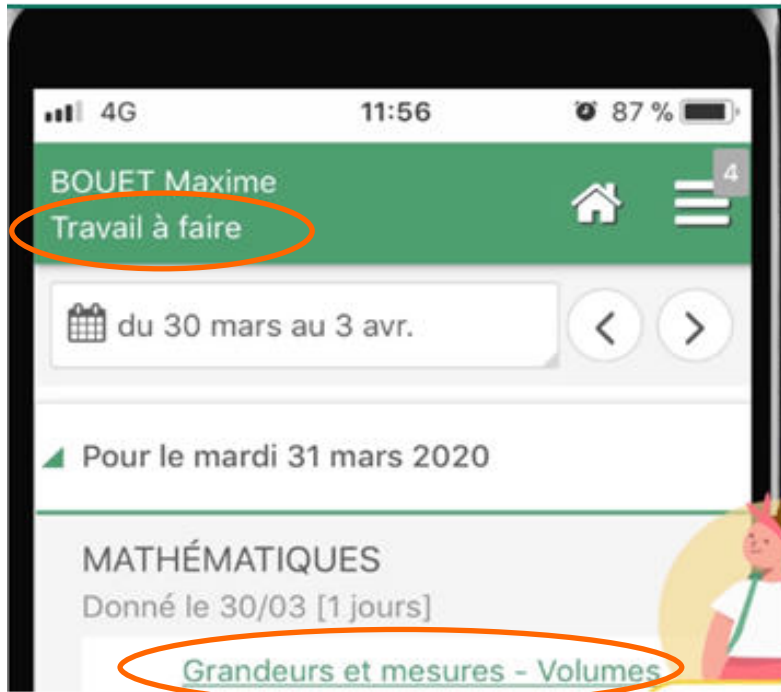 4G 11:56 87 %
BOUET Maxime
4
Travail à faire
du 30 mars au 3 avr.
Pour le mardi 31 mars 2020
MATHÉMATIQUES
Donné le 30/03 [1 jours]
Grandeurs et mesures - Volumes